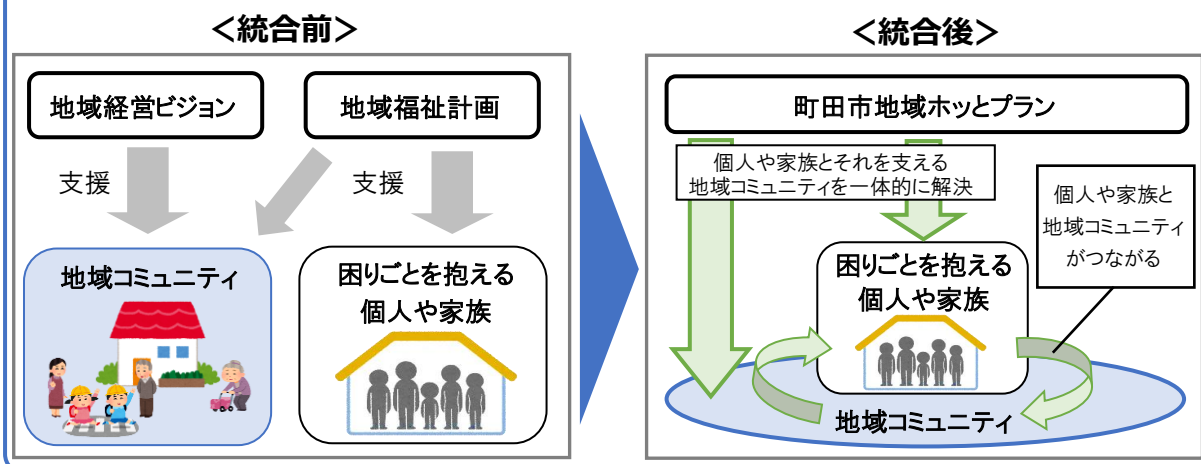 <統合前>
地域経営ビジョン
地域福祉計画
支援
支援
地域コミュニティ
困りごとを抱える
個人や家族
<統合後>
町田市地域ホッとプラン
個人や家族とそれを支える
地域コミュニティを一体的に解決
個人や家族と
地域コミュニティ
がつながる
困りごとを抱える
個人や家族
地域コミュニティ